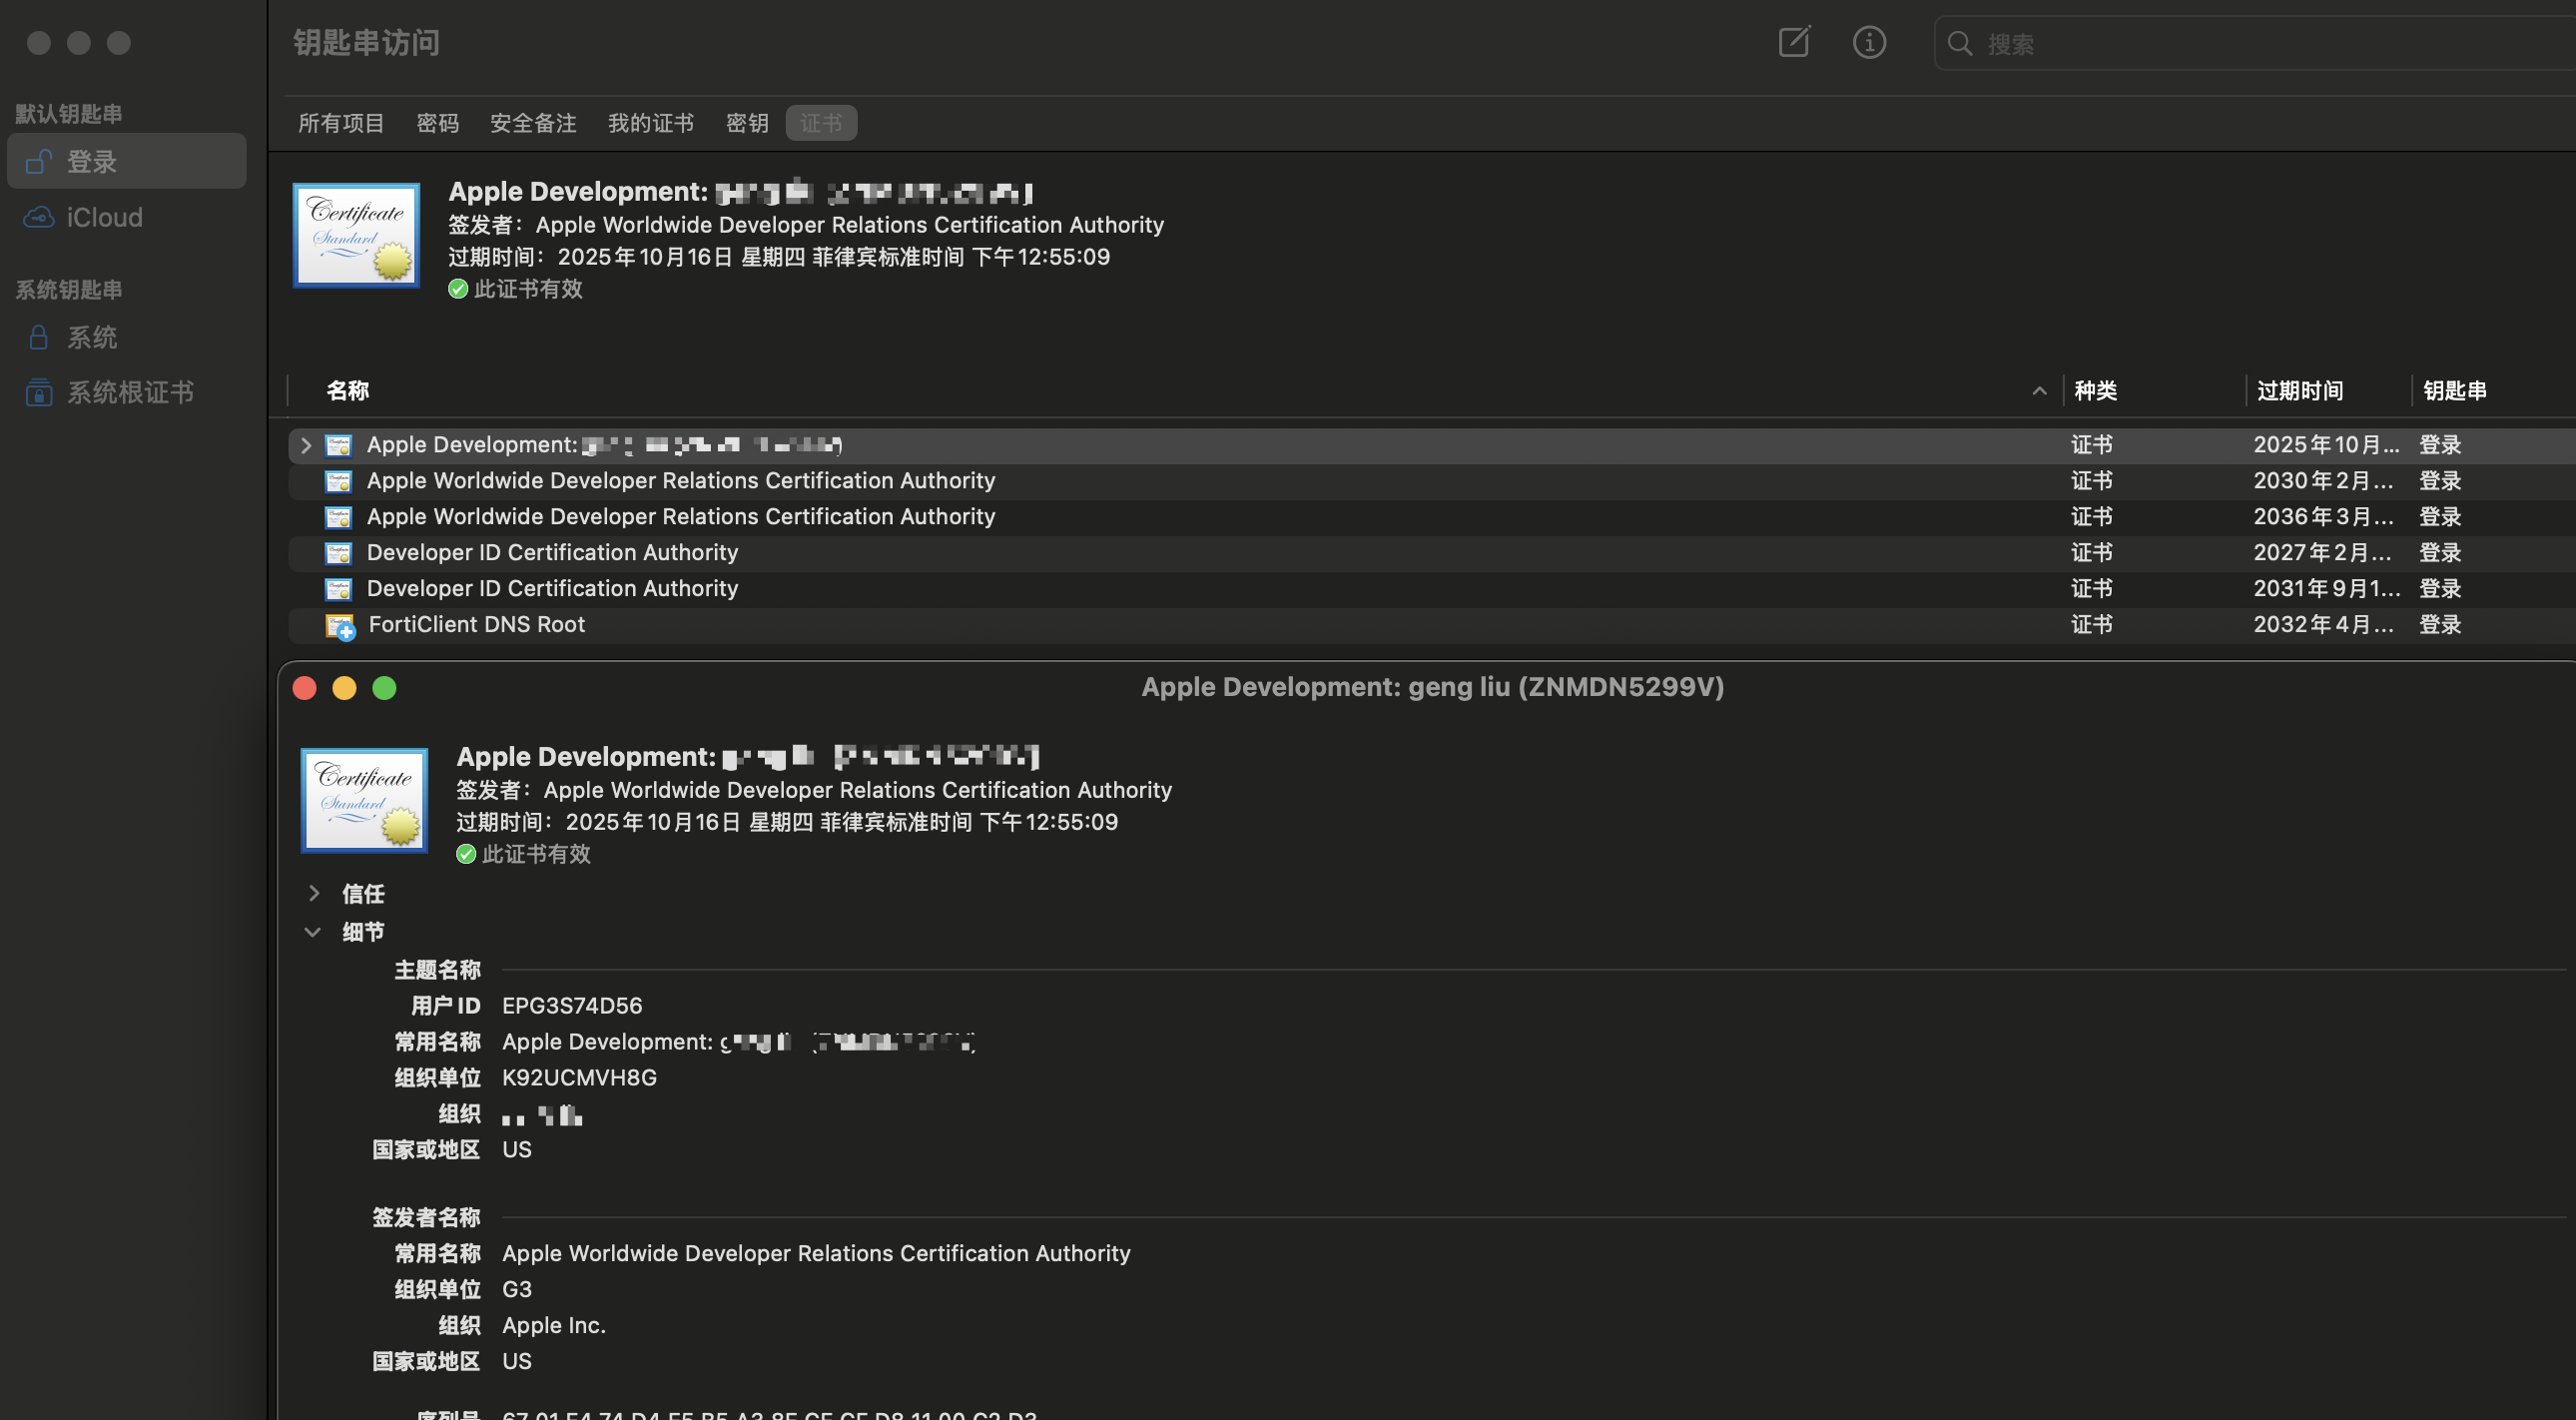 钥匙串访问
搜索
默认钥匙串
登录
iCloud
系统钥匙串
系统
系统根证书
所有项目 密码 安全备注 我的证书 密钥 证书
Certificate
Standard
Apple Development:
签发者：Apple Worldwide Developer Relations Certification Authority
过期时间：2025年10月16日 星期四 菲律宾标准时间 下午12:55:09
此证书有效
名称 种类 过期时间 钥匙串
Apple Development: 证书 2025年10月... 登录
Apple Worldwide Developer Relations Certification Authority 证书 2030年2月... 登录
Apple Worldwide Developer Relations Certification Authority 证书 2036年3月... 登录
Developer ID Certification Authority 证书 2027年2月... 登录
Developer ID Certification Authority 证书 2031年9月1... 登录
FortiClient DNS Root 证书 2032年4月... 登录
Apple Development: geng liu (ZNMDN5299V)
Certificate
Standard
Apple Development:
签发者：Apple Worldwide Developer Relations Certification Authority
过期时间：2025年10月16日 星期四 菲律宾标准时间 下午12:55:09
此证书有效
信任
细节
主题名称
用户ID EPG3S74D56
常用名称 Apple Development:
组织单位 K92UCMVH8G
组织
国家或地区 US
签发者名称
常用名称 Apple Worldwide Developer Relations Certification Authority
组织单位 G3
组织 Apple Inc.
国家或地区 US
序列号